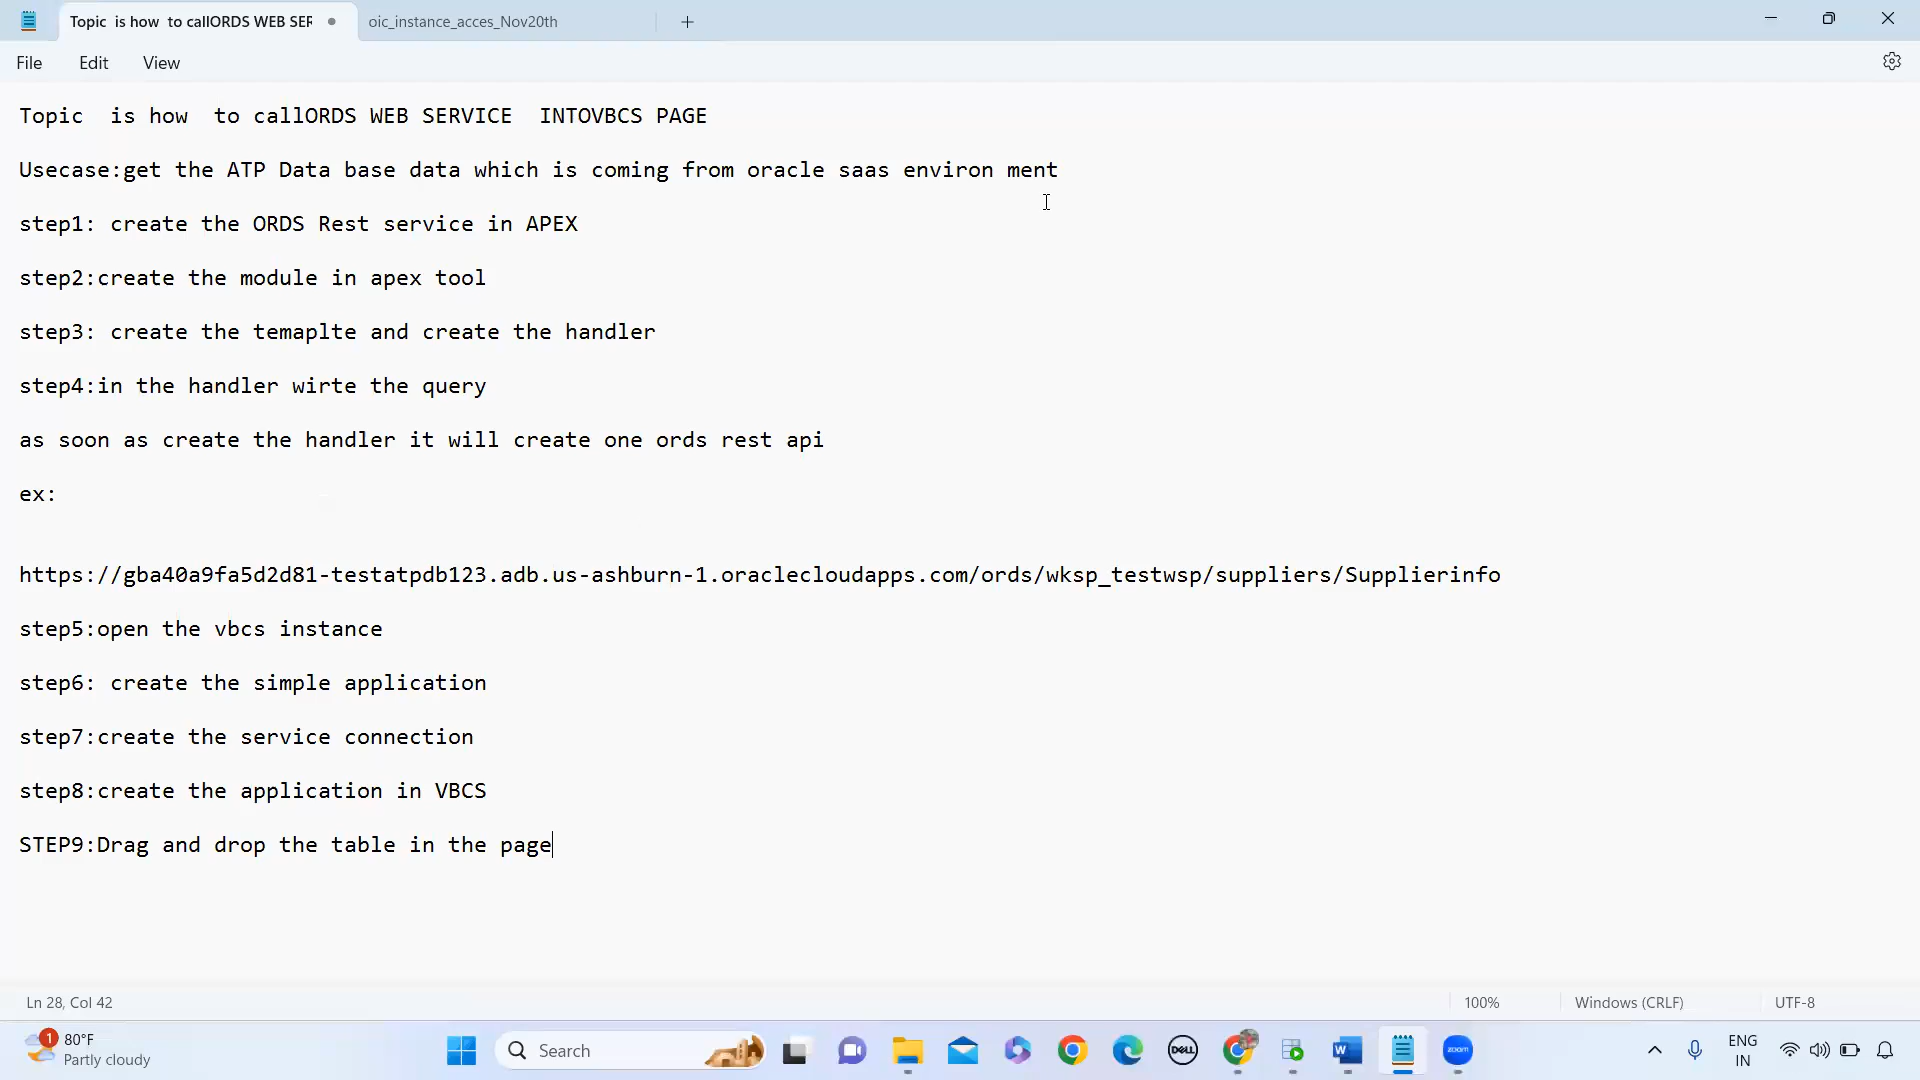 Topic is how to callORDS WEB SER
oic_instance_acces_Nov20th
File Edit View
Topic  is how  to callORDS WEB SERVICE  INTOVBCS PAGE
Usecase:get the ATP Data base data which is coming from oracle saas environ ment
step1: create the ORDS Rest service in APEX
step2:create the module in apex tool
step3: create the temaplte and create the handler
step4:in the handler wirte the query
as soon as create the handler it will create one ords rest api
ex:
https://gba40a9fa5d2d81-testatpdb123.adb.us-ashburn-1.oraclecloudapps.com/ords/wksp_testwsp/suppliers/Supplierinfo
step5:open the vbcs instance
step6: create the simple application
step7:create the service connection
step8:create the application in VBCS
STEP9:Drag and drop the table in the page
Ln 28, Col 42
100%
Windows (CRLF)
UTF-8
1
80°F
Partly cloudy
Search
DELL
zoom
ENG
IN